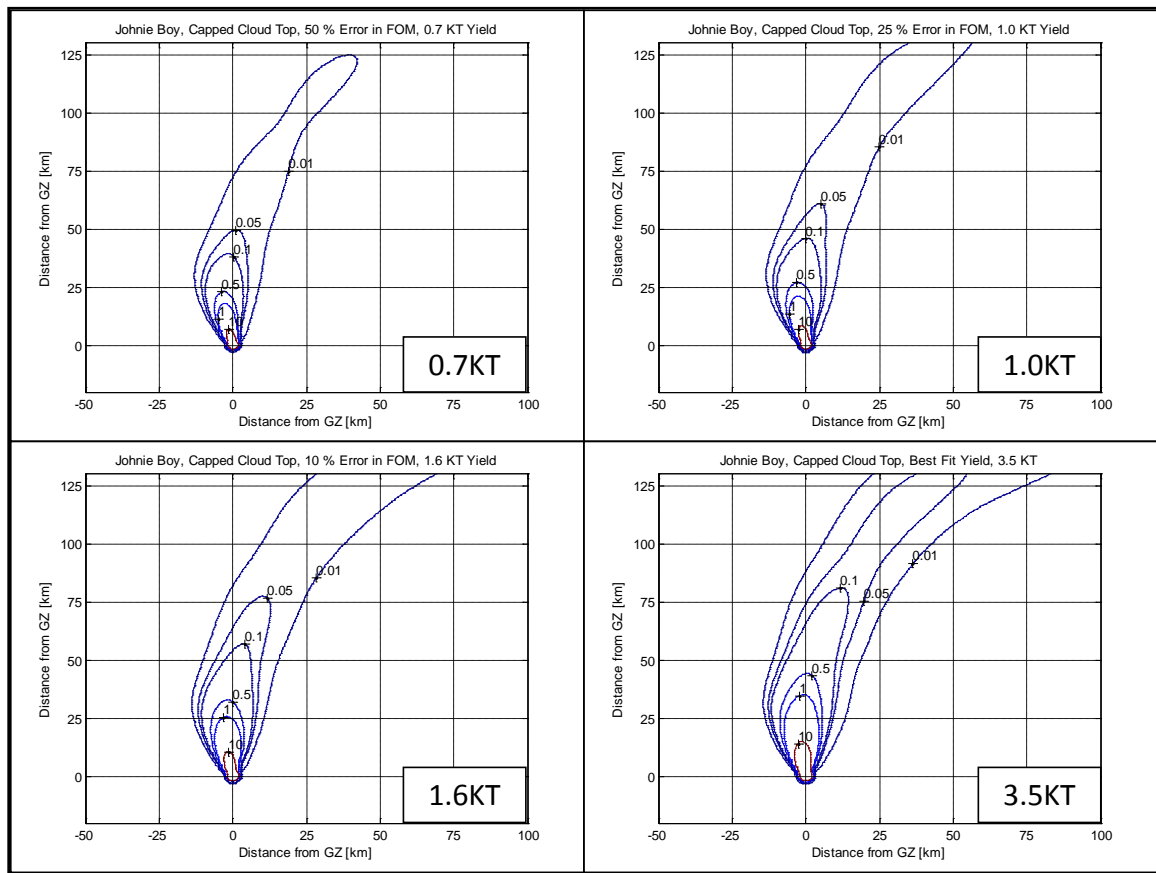 Johnie Boy, Capped Cloud Top, 50 % Error in FOM, 0.7 KT Yield
125
100
75
50
25
0
Distance from GZ [km]
0.01
0.05
0.1
0.5
1
10
0.7KT
-50 -25 0 25 50 75 100
Distance from GZ [km]
Johnie Boy, Capped Cloud Top, 25 % Error in FOM, 1.0 KT Yield
125
100
75
50
25
0
Distance from GZ [km]
0.01
0.05
0.1
0.5
1
10
1.0KT
-50 -25 0 25 50 75 100
Distance from GZ [km]
Johnie Boy, Capped Cloud Top, 10 % Error in FOM, 1.6 KT Yield
125
100
75
50
25
0
Distance from GZ [km]
0.01
0.05
0.1
0.5
1
10
1.6KT
-50 -25 0 25 50 75 100
Distance from GZ [km]
Johnie Boy, Capped Cloud Top, Best Fit Yield, 3.5 KT
125
100
75
50
25
0
Distance from GZ [km]
0.01
0.1
0.05
0.5
1
10
3.5KT
-50 -25 0 25 50 75 100
Distance from GZ [km]